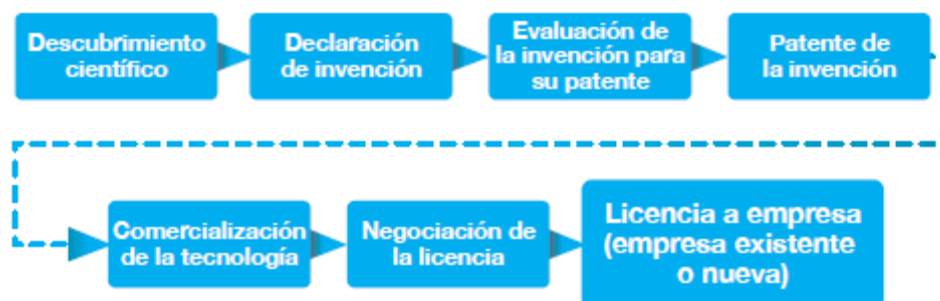 Descubrimiento
científico
Declaración
de invención
Evaluación de
la invención para
su patente
Patente de
la invención
Comercialización
de la tecnología
Negociación de
la licencia
Licencia a empresa
(empresa existente
o nueva)